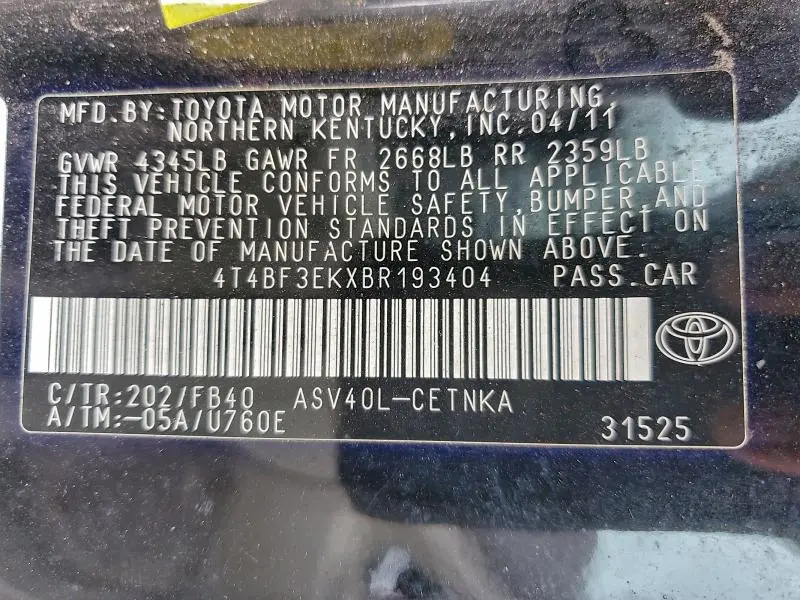 MFD.BY:TOYOTA MOTOR MANUFACTURING,
NORTHERN KENTUCKY,INC.04/11
GVWR 4345LB GAWR FR 2668LB RR 2359LB
THIS VEHICLE CONFORMS TO ALL APPLICABLE
FEDERAL MOTOR VEHICLE SAFETY,BUMPER,AND
THEFT PREVENTION STANDARDS IN EFFECT ON
THE DATE OF MANUFACTURE SHOWN ABOVE.
4T4BF3EKXBR193404 PASS.CAR
C/TR:202/FB40 ASV40L-CETNKA
A/TM:-05A/U760E 31525